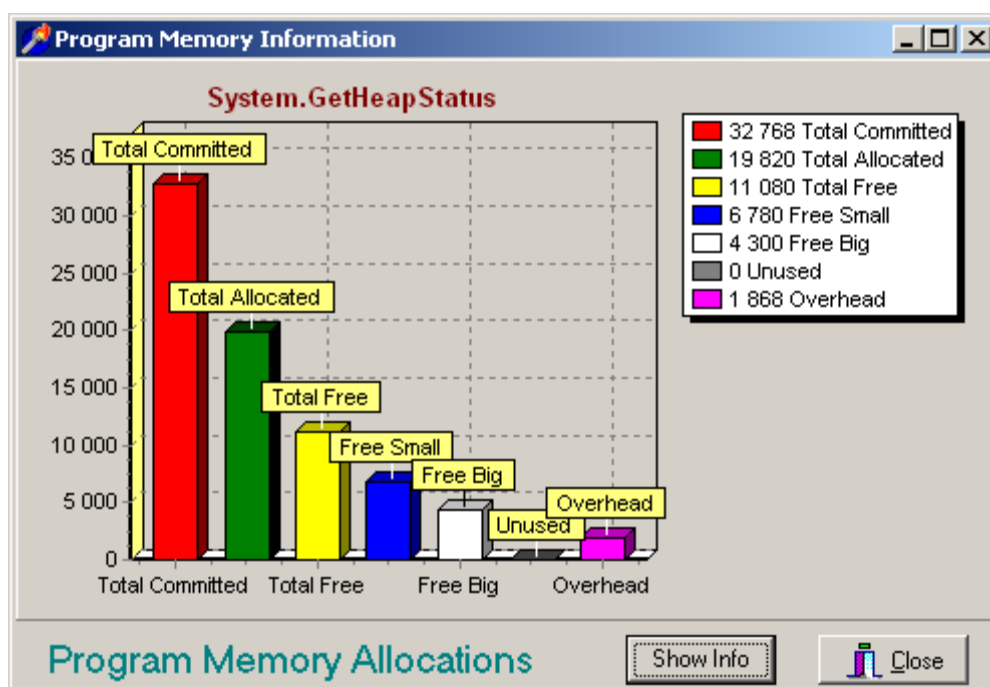 Program Memory Information
System.GetHeapStatus
32 768 Total Committed
19 820 Total Allocated
11 080 Total Free
6 780 Free Small
4 300 Free Big
0 Unused
1 868 Overhead
Total Committed
35 0
30 000
25 000
Total Allocated
20 000
15 000
Total Free
10 000
Free Small
Free Big
5 000
Overhead
Unused
0
Total Committed Total Free Free Big Overhead
Program Memory Allocations
Show Info
Close